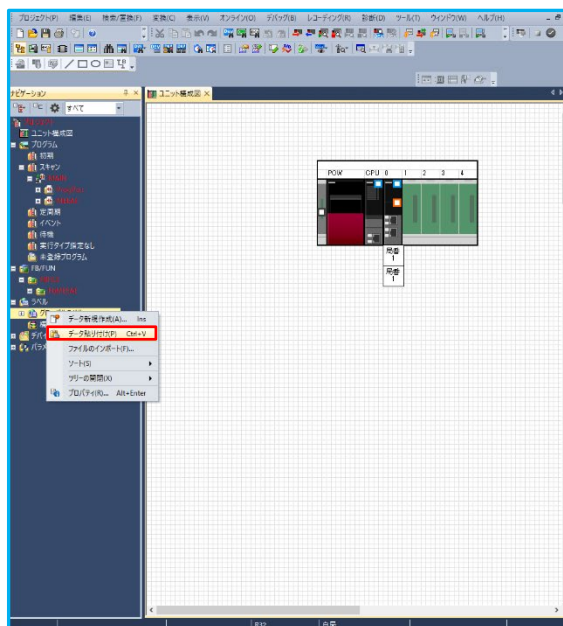 プロジェクト(P) 編集(E) 検索/置換(F) 変換(C) 表示(V) オンライン(O) デバッグ(B) レコーディング(R) 診断(D) ツール(T) ウィンドウ(W) ヘルプ(H)
ナビゲーション
ユニット構成図
すべて
ユニット構成図
プログラム
初期
スキャン
MAIN
定周期
イベント
待機
実行タイプ指定なし
未登録プログラム
FB/FUN
ラベル
データ新規作成(A)... Ins
データ貼り付け(P) Ctrl+V
ファイルのインポート(F)...
ソート(S)
ツリーの開閉(X)
プロパティ(R)... Alt+Enter
POW CPU 0 1 2 3 4
局番
1
局番
1
R32 自局